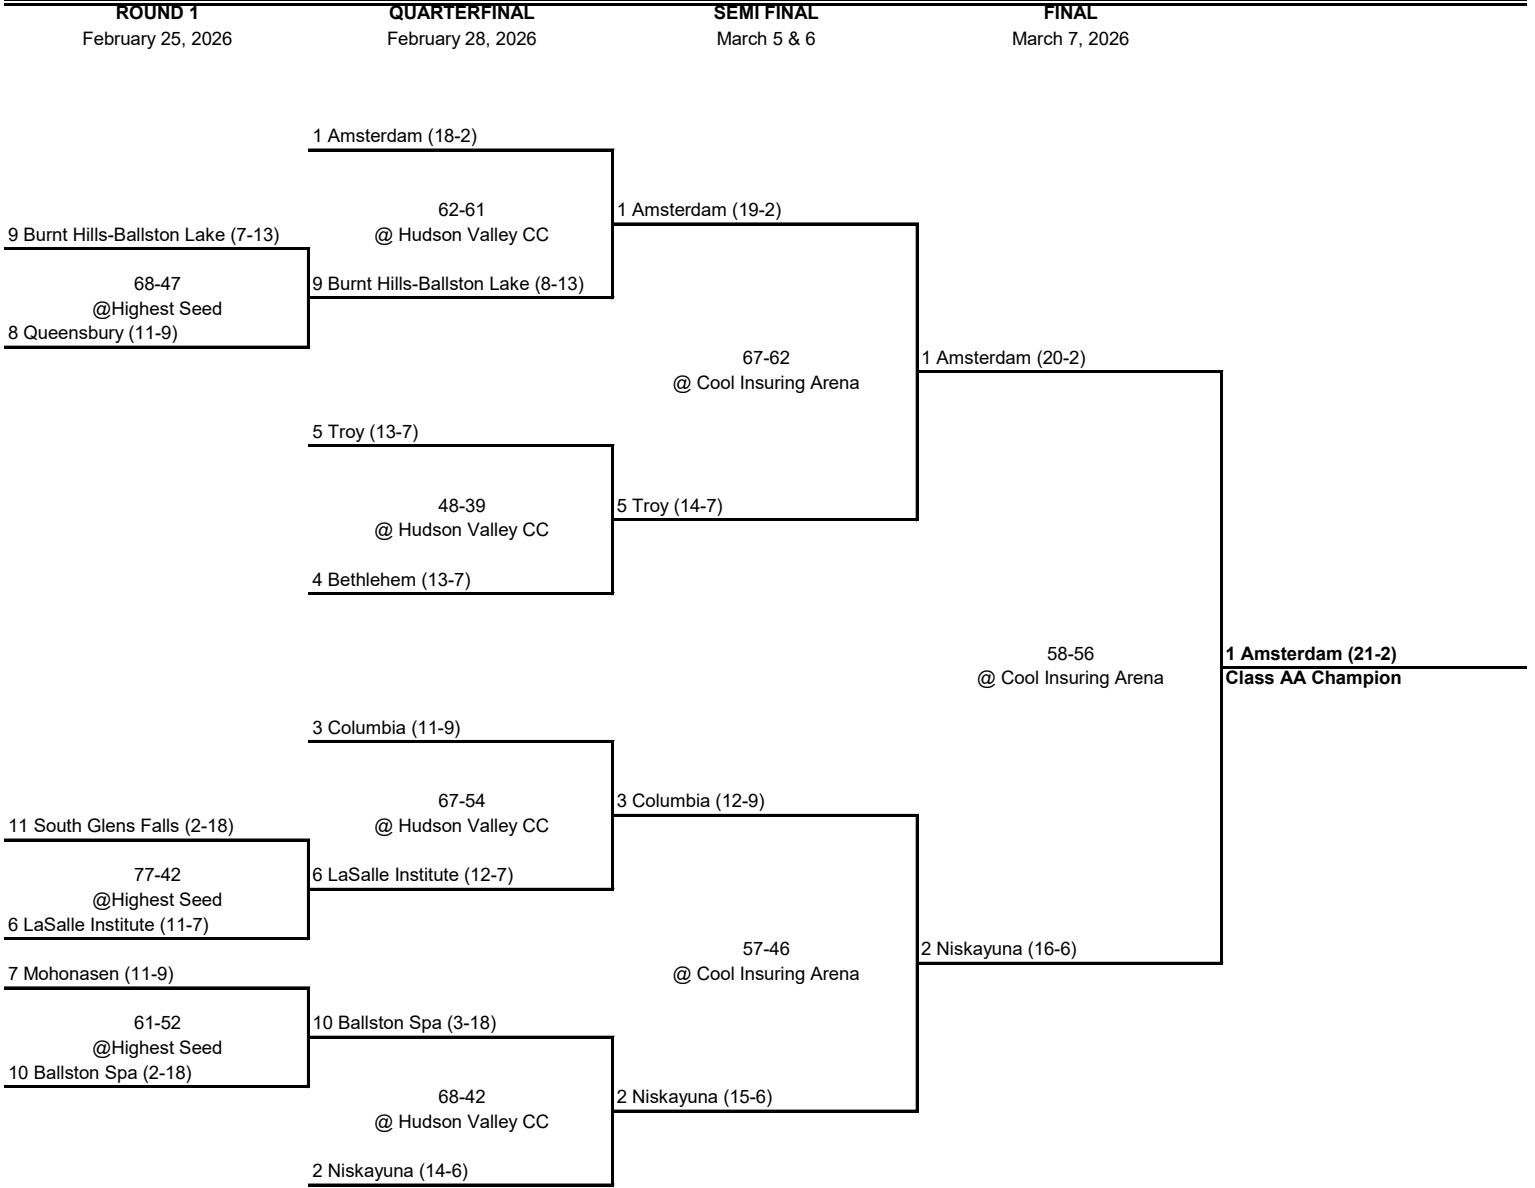 ROUND 1
QUARTERFINAL
SEMI FINAL
FINAL
February 25, 2026
February 28, 2026
March 5 & 6
March 7, 2026
1 Amsterdam (18-2)
62-61
@ Hudson Valley CC
1 Amsterdam (19-2)
9 Burnt Hills-Ballston Lake (7-13)
68-47
@Highest Seed
8 Queensbury (11-9)
9 Burnt Hills-Ballston Lake (8-13)
67-62
@ Cool Insuring Arena
1 Amsterdam (20-2)
5 Troy (13-7)
48-39
@ Hudson Valley CC
5 Troy (14-7)
4 Bethlehem (13-7)
58-56
@ Cool Insuring Arena
1 Amsterdam (21-2)
Class AA Champion
3 Columbia (11-9)
67-54
@ Hudson Valley CC
3 Columbia (12-9)
11 South Glens Falls (2-18)
77-42
@Highest Seed
6 LaSalle Institute (11-7)
6 LaSalle Institute (12-7)
57-46
@ Cool Insuring Arena
2 Niskayuna (16-6)
7 Mohonasen (11-9)
61-52
@Highest Seed
10 Ballston Spa (2-18)
10 Ballston Spa (3-18)
68-42
@ Hudson Valley CC
2 Niskayuna (15-6)
2 Niskayuna (14-6)